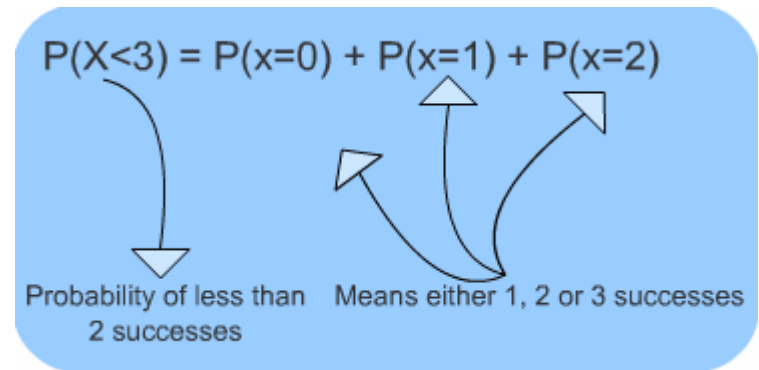 P(X<3) = P(x=0) + P(x=1) + P(x=2)
Probability of less than
2 successes
Means either 1, 2 or 3 successes